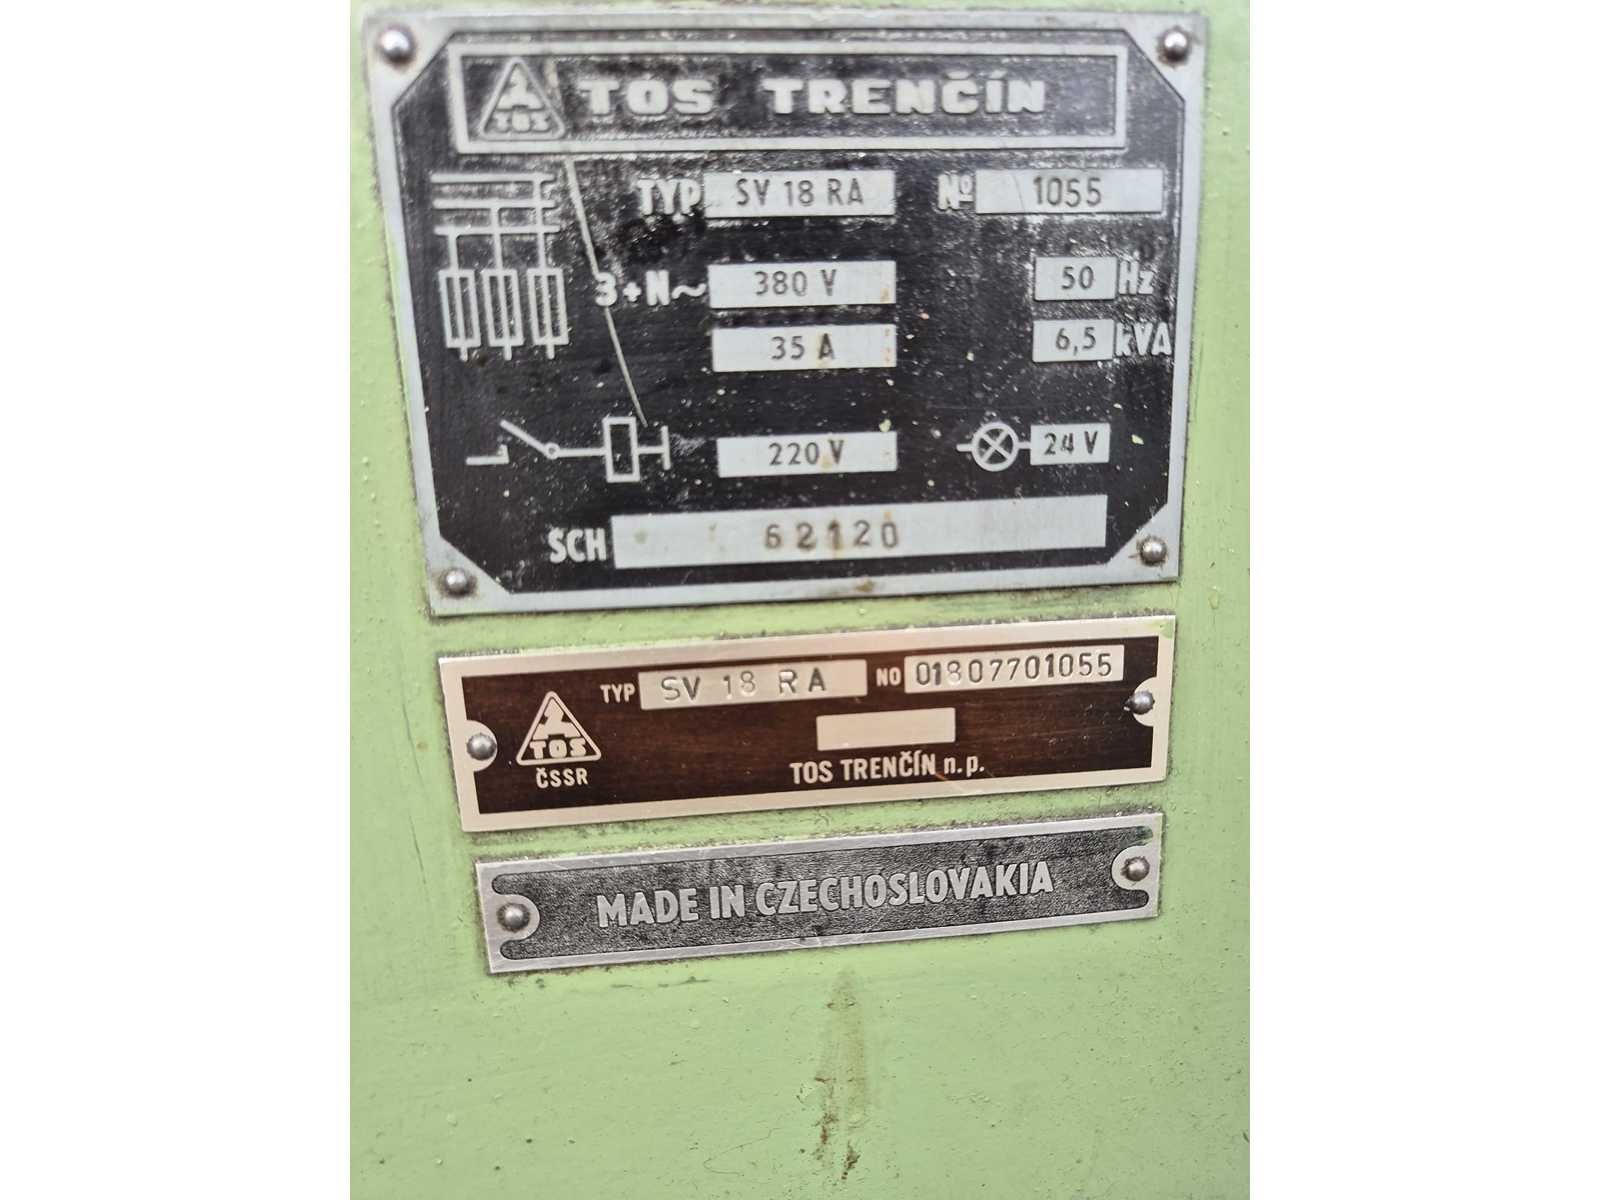 TOS TOS TRENČÍN
TYP SV 18 RA № 1055
3+N~ 380 V 50 Hz
35 A 6,5 kVA
220 V 24 V
SCH 62120
TYP SV 18 RA NO 01807701055
TOS
ČSSR
TOS TRENČÍN n.p.
MADE IN CZECHOSLOVAKIA